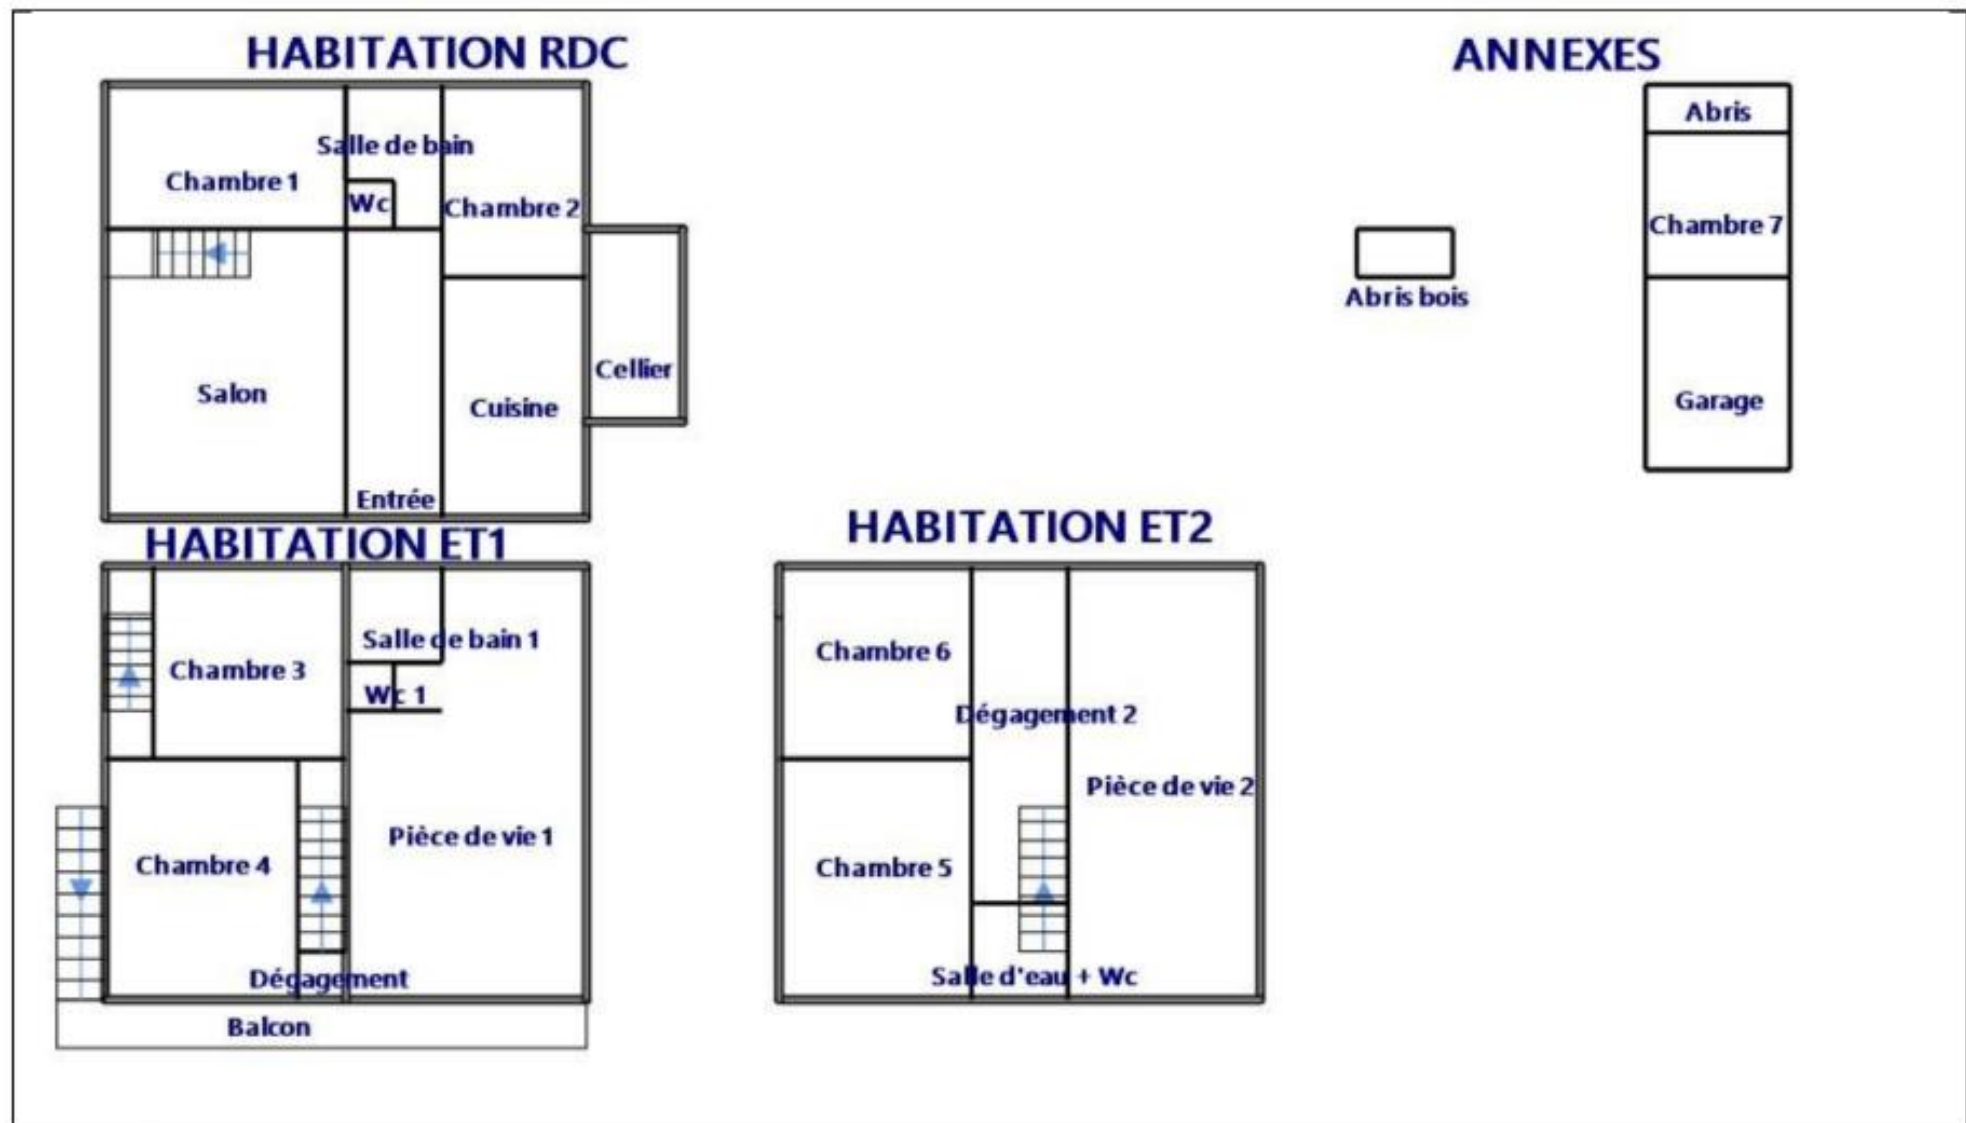 HABITATION RDC
Salle de bain
Chambre 1
Wc
Chambre 2
Salon
Cellier
Cuisine
Entrée
ANNEXES
Abris
Chambre 7
Abris bois
Garage
HABITATION ET1
Salle de bain 1
Chambre 3
Wc 1
Pièce de vie 1
Chambre 4
Dégagement
Balcon
HABITATION ET2
Chambre 6
Dégagement 2
Pièce de vie 2
Chambre 5
Salle d'eau + Wc